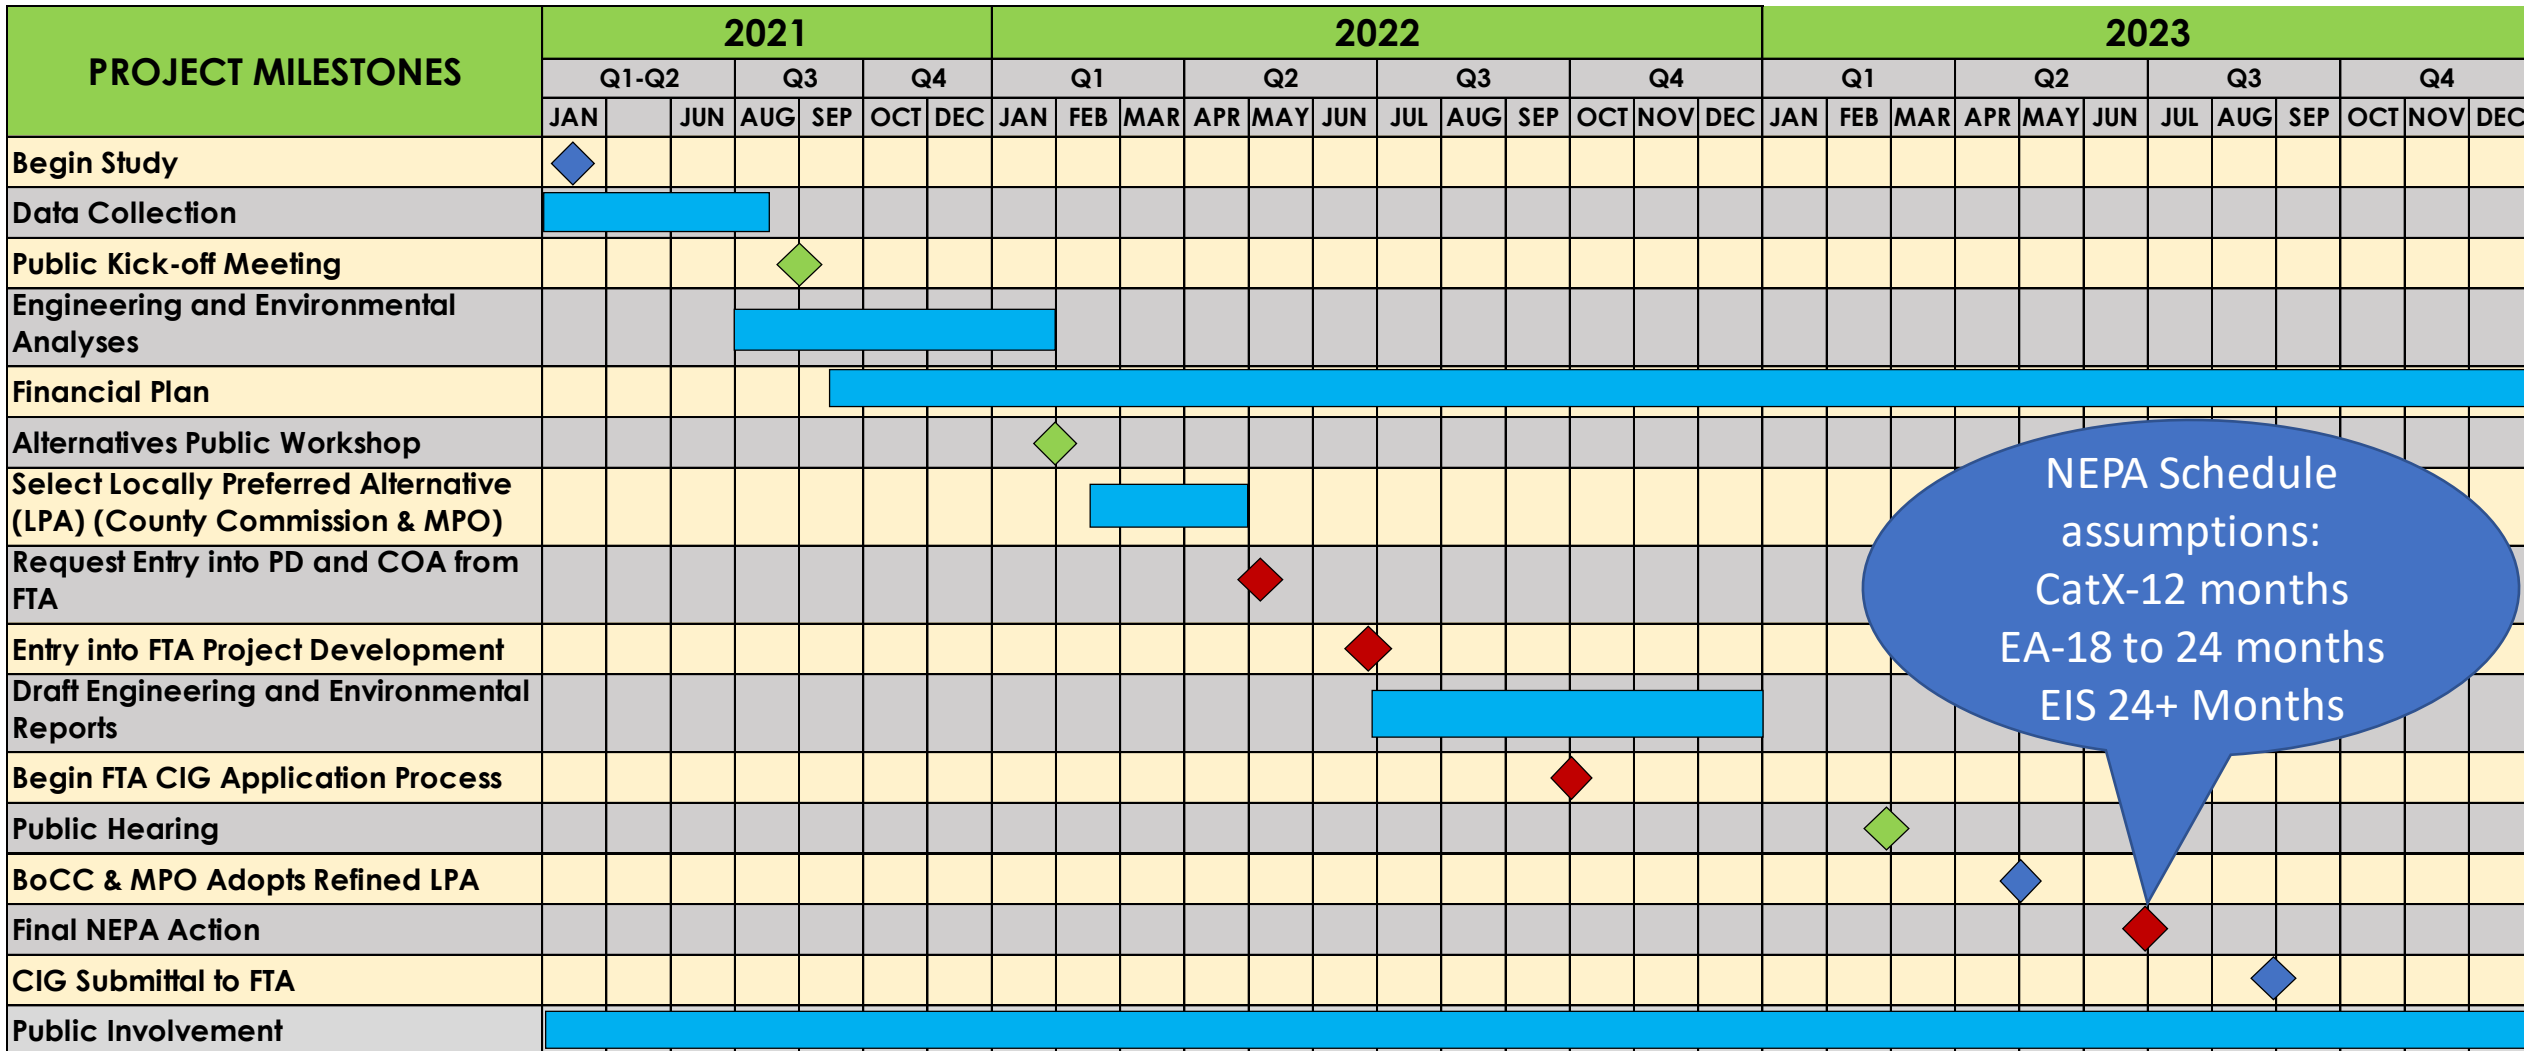 PROJECT MILESTONES
2021 2022 2023
Q1-Q2 Q3 Q4 Q1 Q2 Q3 Q4 Q1 Q2 Q3 Q4
JAN JUN AUG SEP OCT DEC JAN FEB MAR APR MAY JUN JUL AUG SEP OCT NOV DEC JAN FEB MAR APR MAY JUN JUL AUG SEP OCT NOV DEC
Begin Study
Data Collection
Public Kick-off Meeting
Engineering and Environmental
Analyses
Financial Plan
Alternatives Public Workshop
Select Locally Preferred Alternative
(LPA) (County Commission & MPO)
Request Entry into PD and COA from
FTA
Entry into FTA Project Development
Draft Engineering and Environmental
Reports
Begin FTA CIG Application Process
Public Hearing
BoCC & MPO Adopts Refined LPA
Final NEPA Action
CIG Submittal to FTA
Public Involvement
NEPA Schedule
assumptions:
CatX-12 months
EA-18 to 24 months
EIS 24+ Months